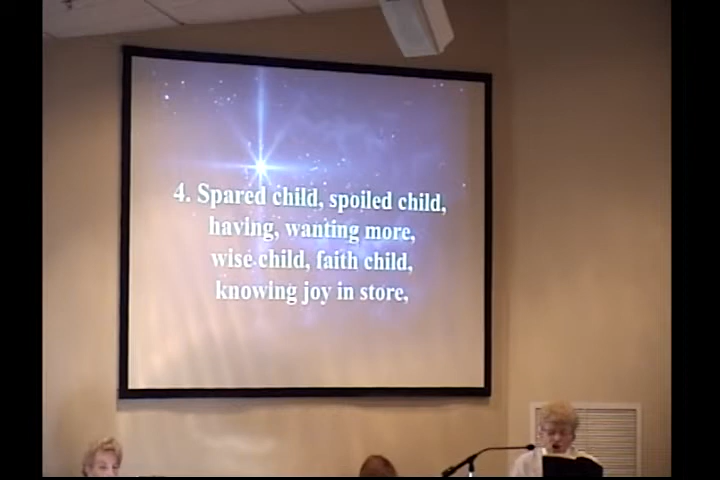 4. Spared child, spoiled child,
having, wanting more,
wise child, faith child,
knowing joy in store,